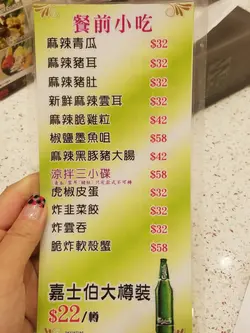 餐前小吃
麻辣青瓜 $32
麻辣豬耳 $32
麻辣豬肚 $32
新鮮麻辣雲耳 $32
麻辣脆雞粒 $42
椒鹽墨魚咀 $58
麻辣黑豚豬大腸 $42
涼拌三小碟 $58
虎椒皮蛋 $32
炸韭菜餃 $32
炸雲吞 $32
脆炸軟殼蟹 $58
嘉士伯大樽裝
$22/樽